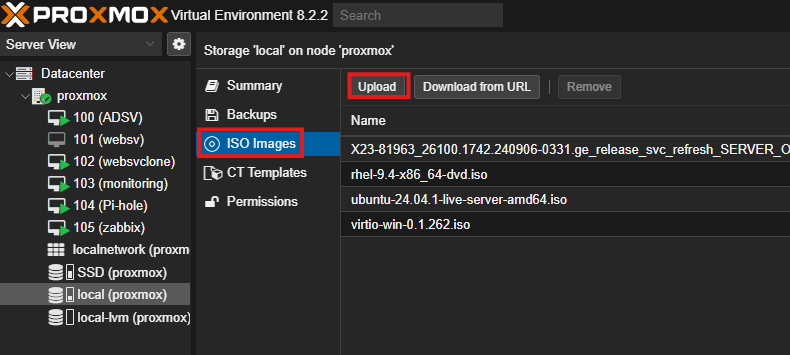 PROXMOX Virtual Environment 8.2.2 Search
Server View
Datacenter
proxmox
100 (ADSV)
101 (websv)
102 (websvclone)
103 (monitoring)
104 (Pi-hole)
105 (zabbix)
localnetwork (proxmox)
SSD (proxmox)
local (proxmox)
local-lvm (proxmox)
Storage 'local' on node 'proxmox'
Summary
Backups
ISO Images
CT Templates
Permissions
Upload Download from URL Remove
Name
X23-81963_26100.1742.240906-0331.ge_release_svc_refresh_SERVER_O
rhel-9.4-x86_64-dvd.iso
ubuntu-24.04.1-live-server-amd64.iso
virtio-win-0.1.262.iso